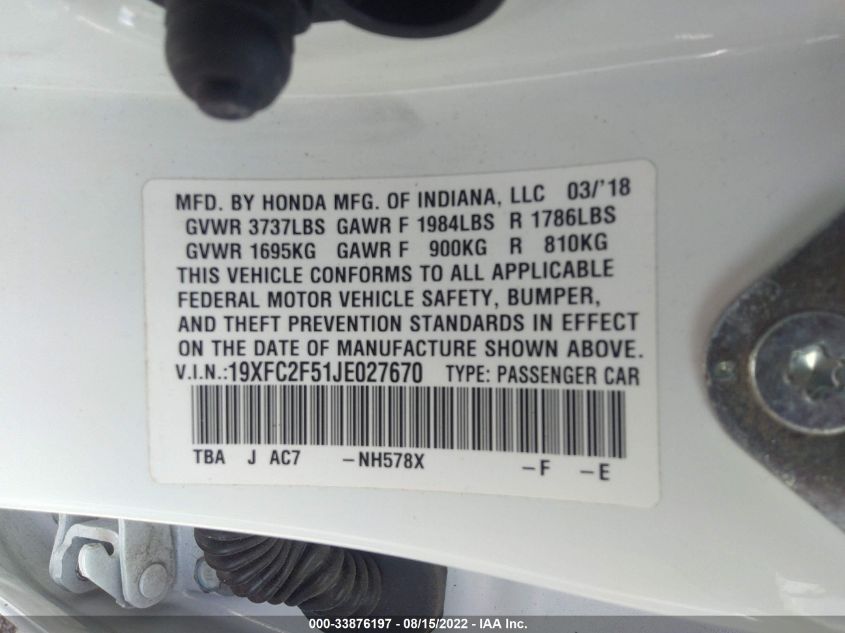 MFD. BY HONDA MFG. OF INDIANA, LLC 03/'18
GVWR 3737LBS GAWR F 1984LBS R 1786LBS
GVWR 1695KG GAWR F 900KG R 810KG
THIS VEHICLE CONFORMS TO ALL APPLICABLE
FEDERAL MOTOR VEHICLE SAFETY, BUMPER,
AND THEFT PREVENTION STANDARDS IN EFFECT
ON THE DATE OF MANUFACTURE SHOWN ABOVE.
V.I.N.:19XFC2F51JE027670 TYPE: PASSENGER CAR
TBA J AC7 -NH578X -F -E
000-33876197 - 08/15/2022 - IAA Inc.